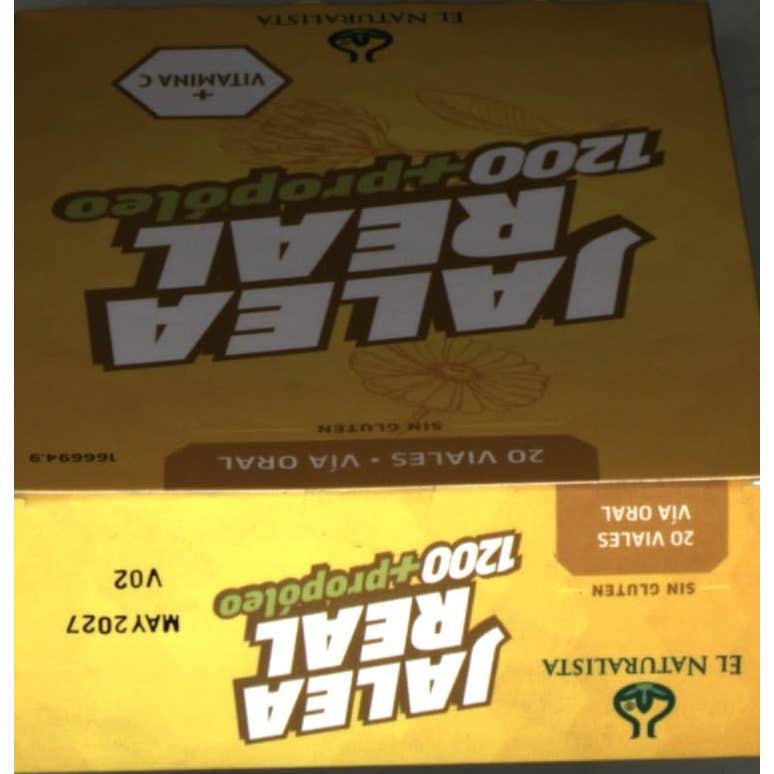 EL NATURALISTA
SIN GLUTEN
20 VIALES
VÍA ORAL
JALEA
REAL
1200+propóleo
MAY2027
V02
20 VIALES • VÍA ORAL
166694.9
SIN GLUTEN
JALEA
REAL
1200+propóleo
+
VITAMINA C
EL NATURALISTA